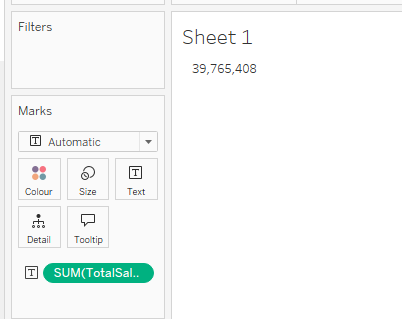 Filters
Sheet 1
39,765,408
Marks
Automatic
Colour Size Text
Detail Tooltip
SUM(TotalSal..